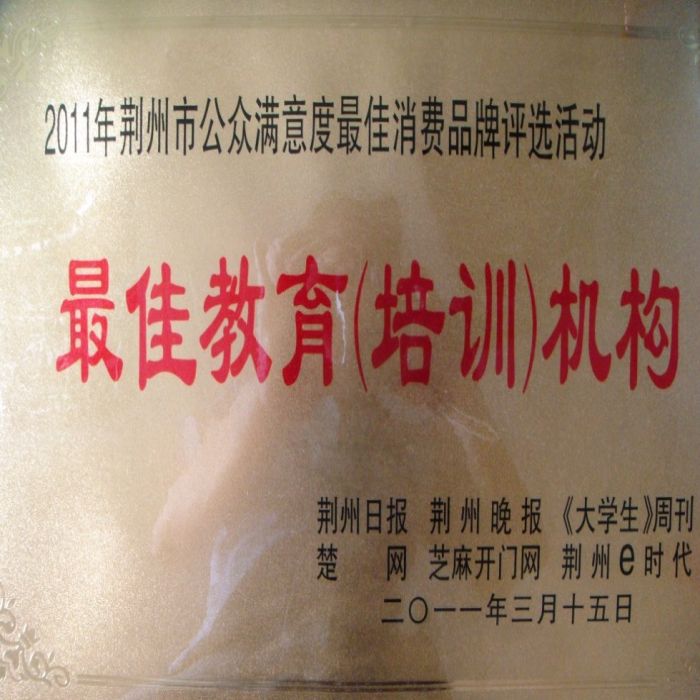 2011年荆州市公众满意度最佳消费品牌评选活动
最佳教育(培训)机构
荆州日报 荆州晚报 《大学生》周刊
楚网 芝麻开门网 荆州e时代
二〇一一年三月十五日